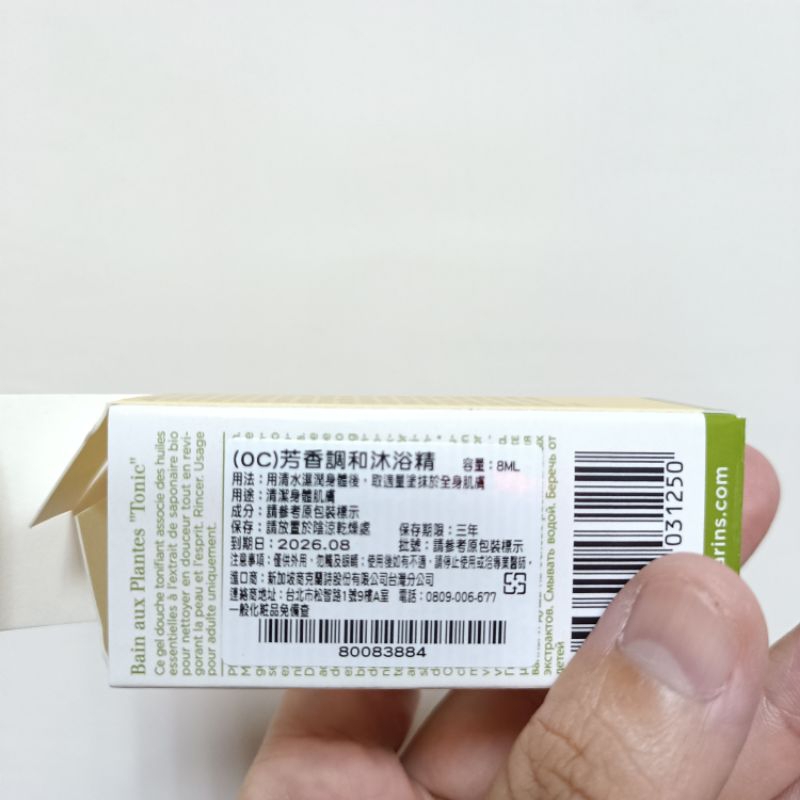 Bain aux Plantes "Tonic"
Ce gel douche tonifiant associe des huiles
essentielles à l'extrait de saponaire bio
pour nettoyer en douceur tout en revi-
gorant la peau et l'esprit. Rincer. Usage
pour adulte uniquement.
(OC)芳香調和沐浴精 容量:8ML
用法:用清水濕潤身體後,取適量塗抹於全身肌膚
用途:清潔身體肌膚
成分:請參考原包裝標示
保存:請放置於陰涼乾燥處 保存期限:三年
到期日:2026.08 批號:請參考原包裝標示
注意事項:僅供外用,勿觸及眼睛;使用後如有不適,請停止使用或洽專業醫師。
進口商:新加坡商克蘭詩股份有限公司台灣分公司
連絡商地址:台北市松智路1號9樓A室 電話:0809-006-677
一般化粧品免備查
80083884
экстрактов. Смывать водой. Беречь от
детей
031250
arins.com